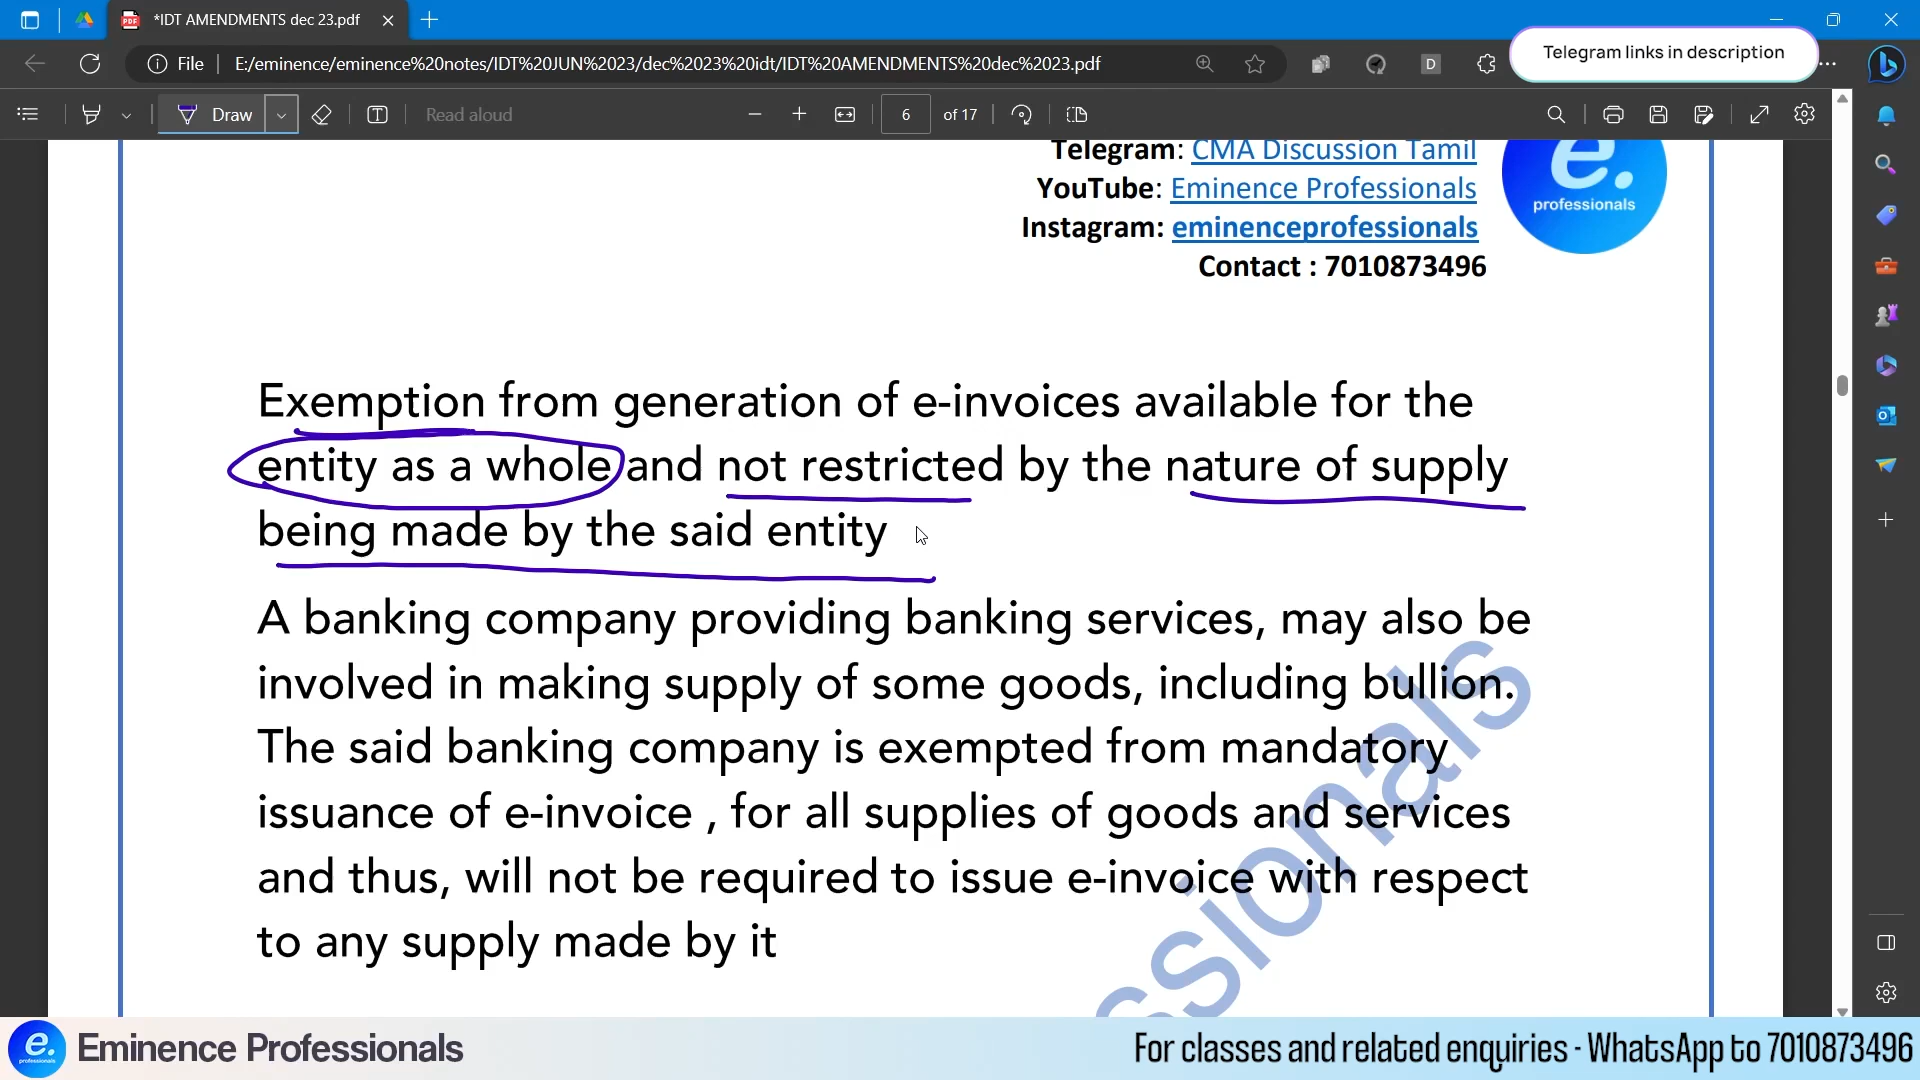 *IDT AMENDMENTS dec 23.pdf
File
E:/eminence/eminence%20notes/IDT%20JUN%2023/dec%2023%20idt/IDT%20AMENDMENTS%20dec%2023.pdf
D
Telegram links in description
Draw
Read aloud
6
of 17
Telegram: CMA Discussion Tamil
YouTube: Eminence Professionals
Instagram: eminenceprofessionals
Contact : 7010873496
e.
professionals
Exemption from generation of e-invoices available for the
entity as a whole and not restricted by the nature of supply
being made by the said entity
A banking company providing banking services, may also be
involved in making supply of some goods, including bullion.
The said banking company is exempted from mandatory
issuance of e-invoice , for all supplies of goods and services
and thus, will not be required to issue e-invoice with respect
to any supply made by it
ssionals
e.
professionals
Eminence Professionals
For classes and related enquiries - WhatsApp to 7010873496